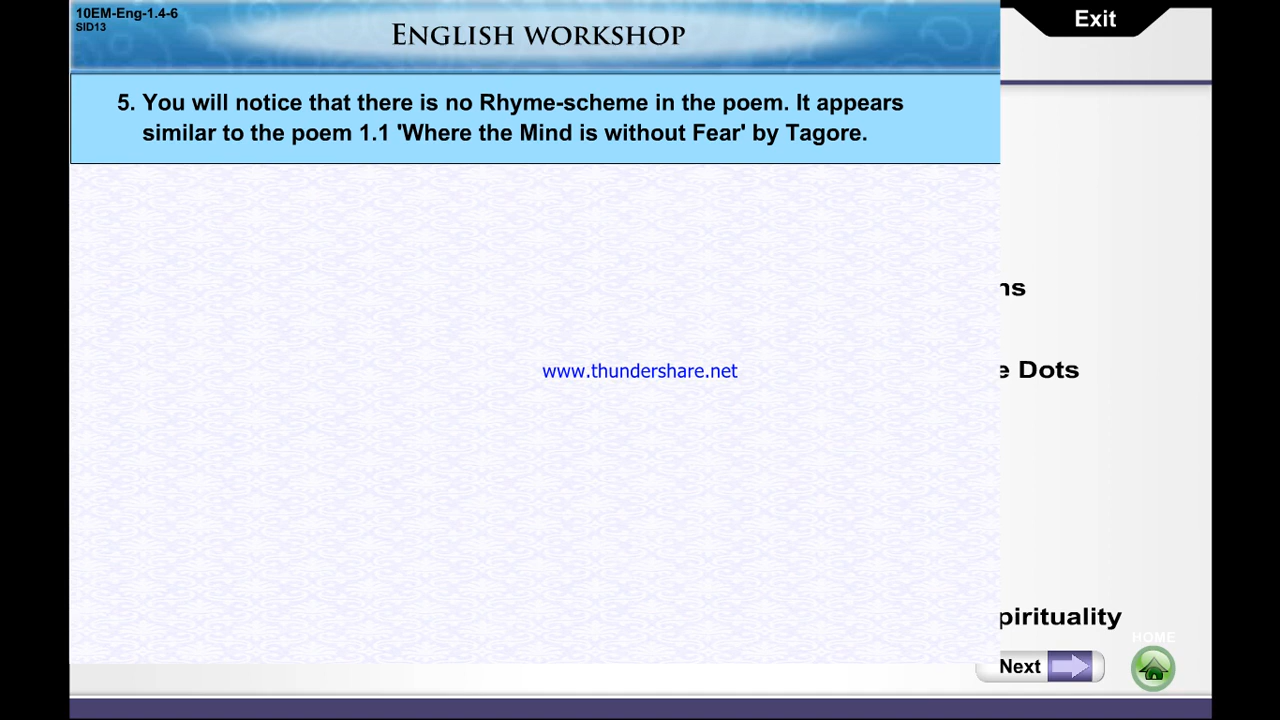 10EM-Eng-1.4-6
SID13
ENGLISH WORKSHOP
Exit
5. You will notice that there is no Rhyme-scheme in the poem. It appears
similar to the poem 1.1 'Where the Mind is without Fear' by Tagore.
ns
www.thundershare.net
e Dots
pirituality
HOME
Next